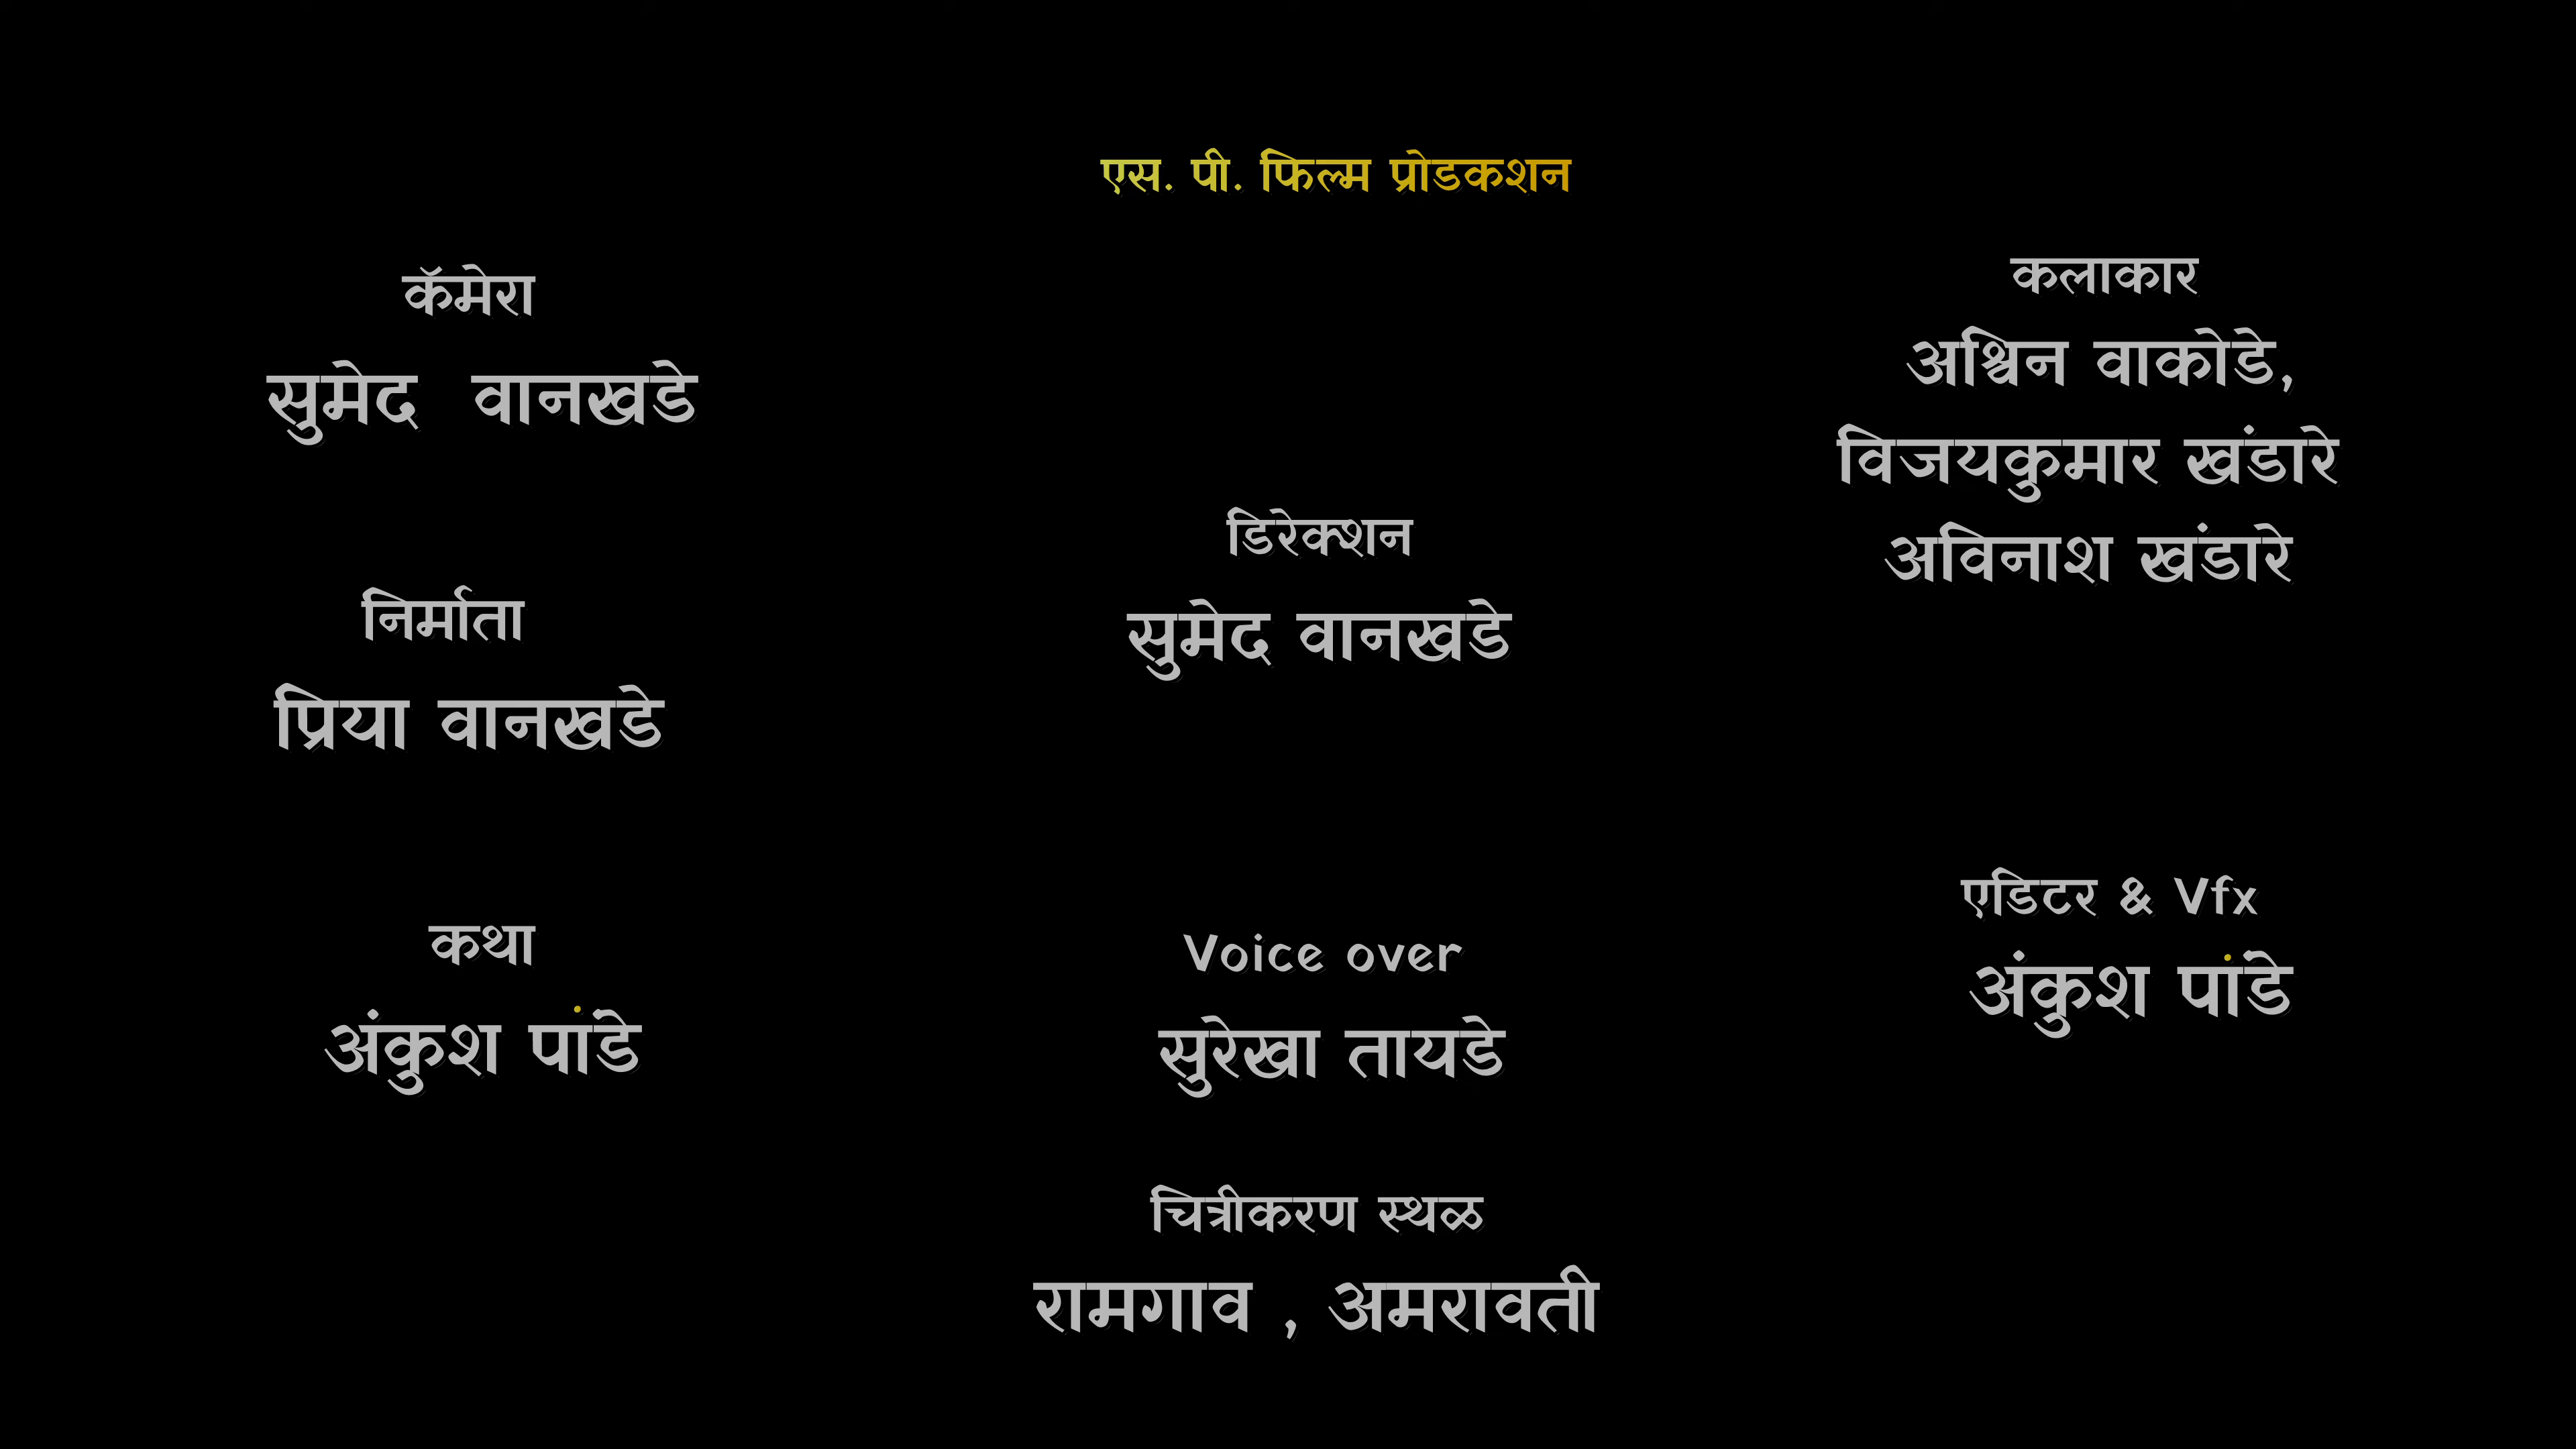 एस. पी. फिल्म प्रोडकशन
कॅमेरा
सुमेद वानखडे
निर्माता
प्रिया वानखडे
कथा
अंकुश पांडे
डिरेक्शन
सुमेद वानखडे
Voice over
सुरेखा तायडे
चित्रीकरण स्थळ
रामगाव , अमरावती
कलाकार
अश्विन वाकोडे,
विजयकुमार खंडारे
अविनाश खंडारे
एडिटर & Vfx
अंकुश पांडे